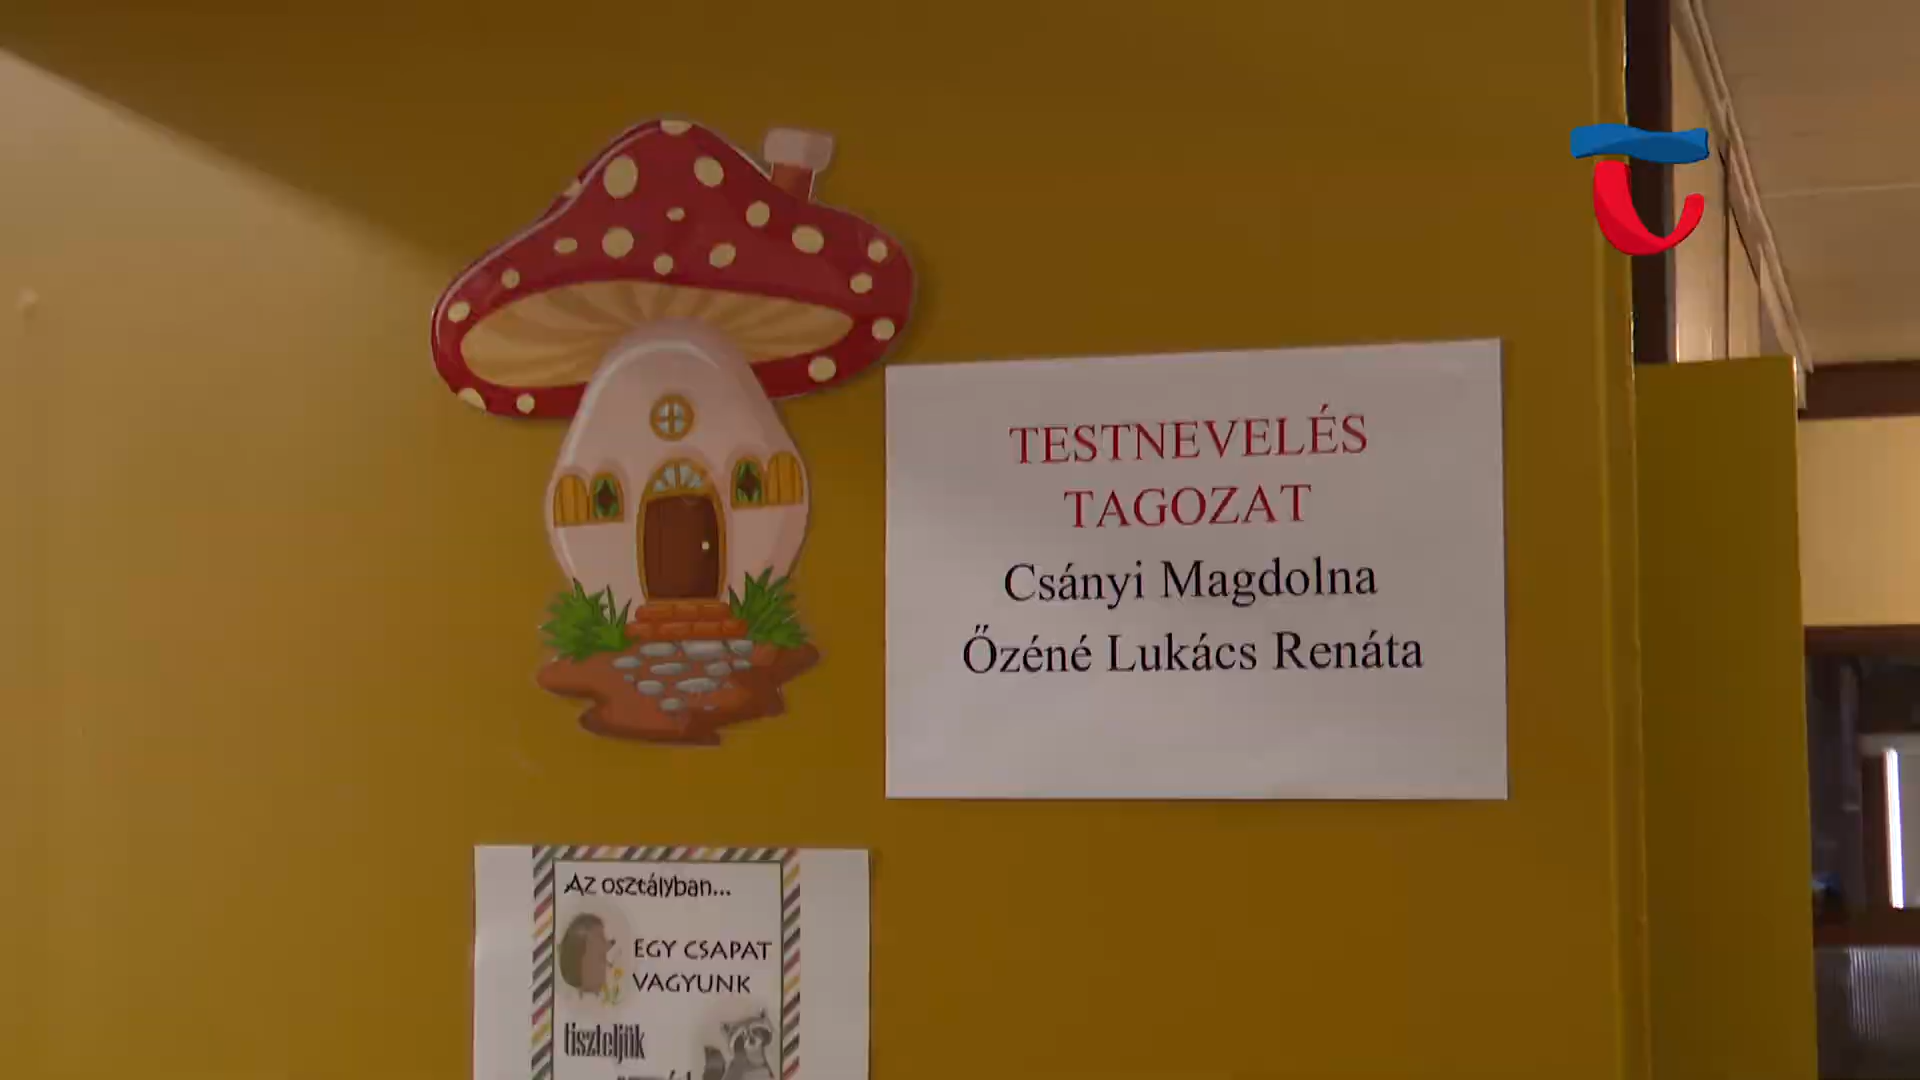 TESTNEVELÉS
TAGOZAT
Csányi Magdolna
Őzéné Lukács Renáta
Az osztályban...
EGY CSAPAT
VAGYUNK
tiszteljük